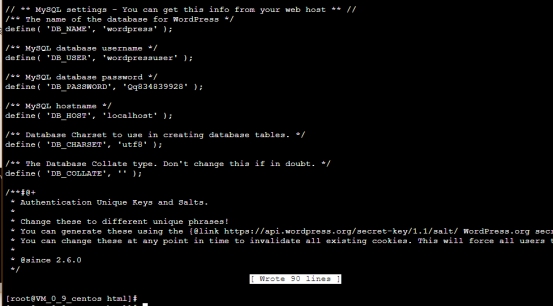 // ** MySQL settings - You can get this info from your web host ** //
/** The name of the database for WordPress */
define( 'DB_NAME', 'wordpress' );
/** MySQL database username */
define( 'DB_USER', 'wordpressuser' );
/** MySQL database password */
define( 'DB_PASSWORD', 'Qq834839928' );
/** MySQL hostname */
define( 'DB_HOST', 'localhost' );
/** Database Charset to use in creating database tables. */
define( 'DB_CHARSET', 'utf8' );
/** The Database Collate type. Don't change this if in doubt. */
define( 'DB_COLLATE', '' );
/**#@+
* Authentication Unique Keys and Salts.
*
* Change these to different unique phrases!
* You can generate these using the {@link https://api.wordpress.org/secret-key/1.1/salt/ WordPress.org sec
* You can change these at any point in time to invalidate all existing cookies. This will force all users t
*
* @since 2.6.0
*/
[ Wrote 90 lines ]
[root@VM_0_9_centos html]#